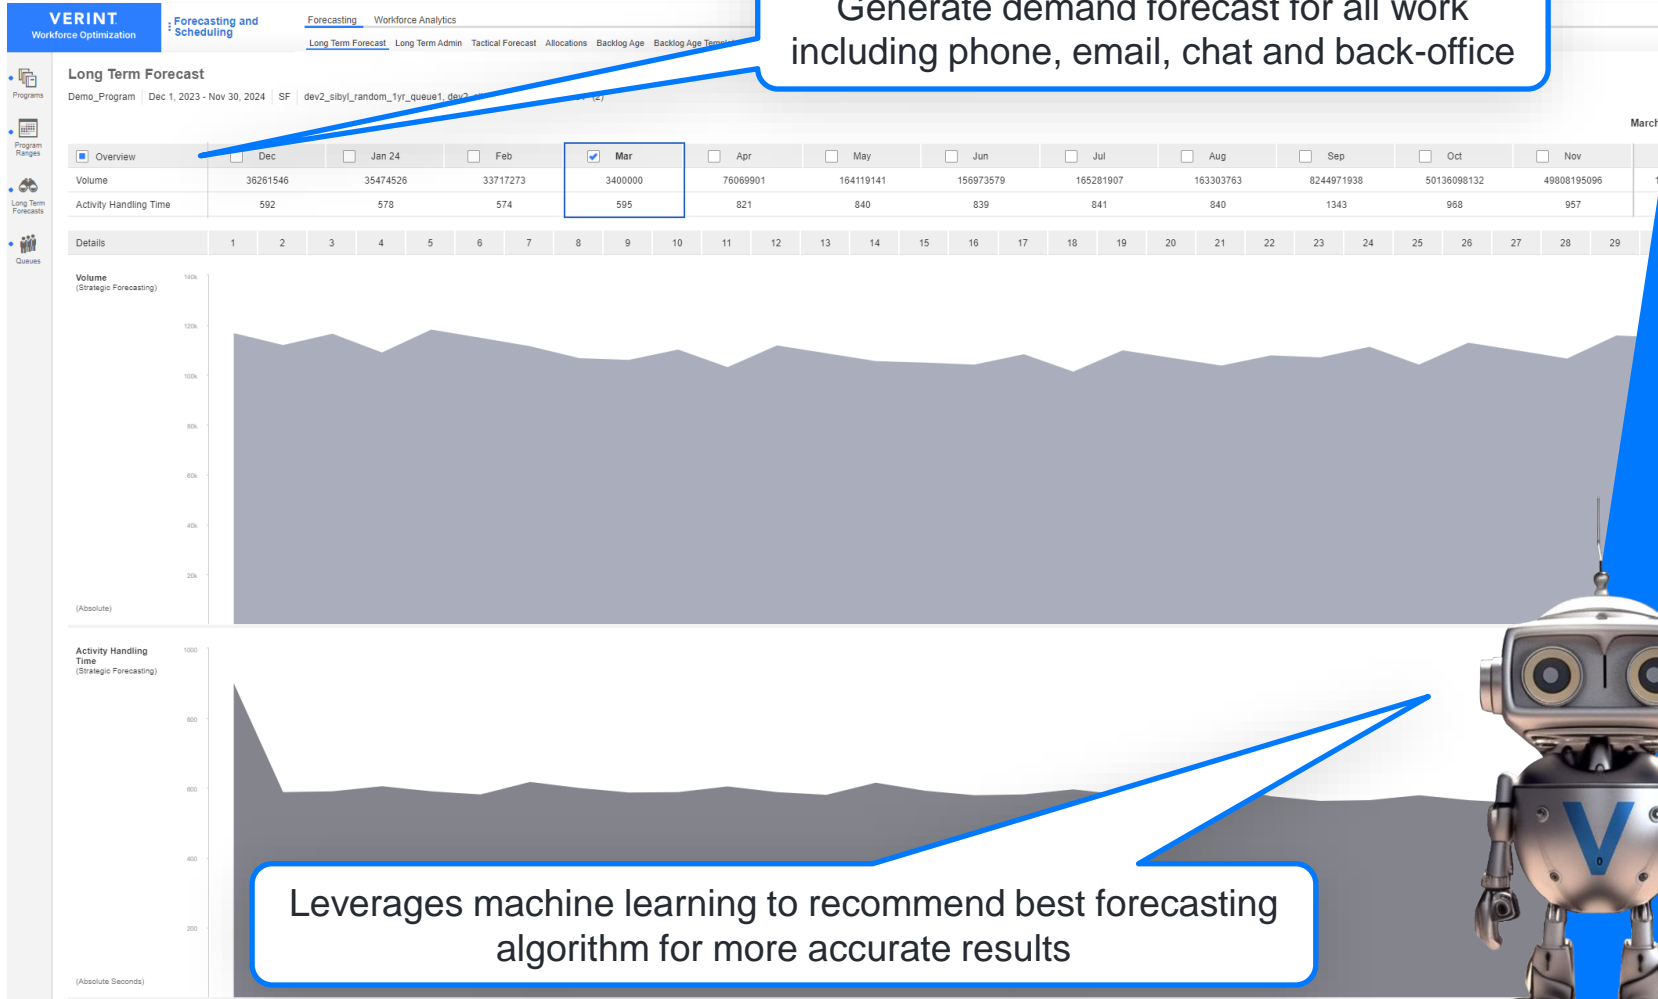 VERINT
Workforce Optimization
Forecasting and
Scheduling
Forecasting Workforce Analytics
Long Term Forecast Long Term Admin Tactical Forecast Allocations Backlog Age Backlog Age
Generate demand forecast for all work
including phone, email, chat and back-office
Programs
Program
Ranges
Long Term
Forecasts
Queues
Long Term Forecast
Demo_Program Dec 1, 2023 - Nov 30, 2024 SF dev2_sibyl_random_1yr_queue1, (2)
March
Overview Dec Jan 24 Feb Mar Apr May Jun Jul Aug Sep Oct Nov
Volume 36261546 35474526 33717273 3400000 76069901 164119141 156973579 165281907 163303763 8244971938 50136098132 49808195096 1
Activity Handling Time 592 578 574 595 821 840 839 841 840 1343 968 957
Details 1 2 3 4 5 6 7 8 9 10 11 12 13 14 15 16 17 18 19 20 21 22 23 24 25 26 27 28 29
Volume
(Strategic Forecasting)
140k
120k
100k
80k
60k
40k
20k
(Absolute)
Activity Handling
Time
(Strategic Forecasting)
1000
800
600
400
200
(Absolute Seconds)
Leverages machine learning to recommend best forecasting
algorithm for more accurate results
V
0